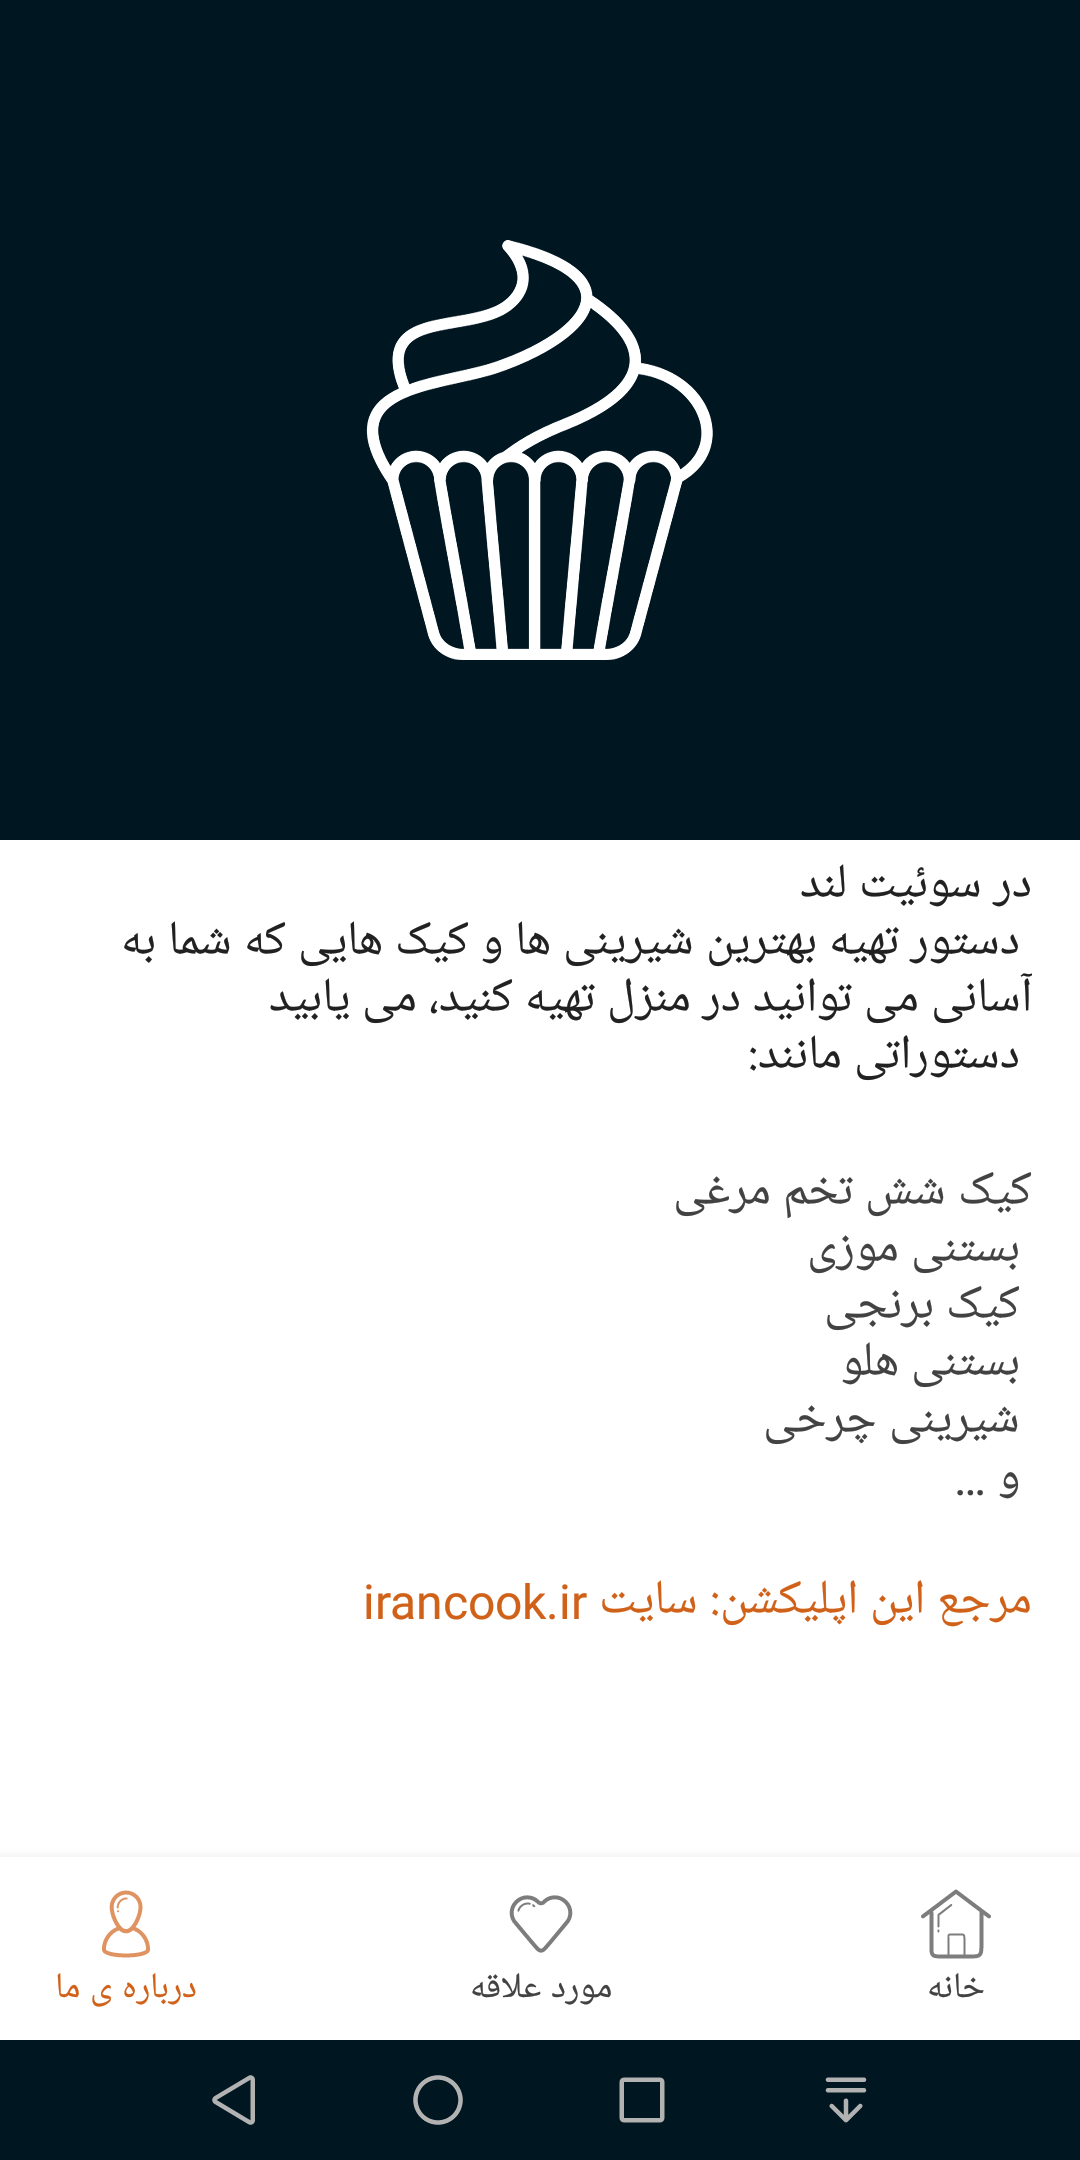 در سوئیت لند
دستور تهیه بهترین شیرینی ها و کیک هایی که شما به
آسانی می توانید در منزل تهیه کنید، می یابید
دستوراتی مانند:
کیک شش تخم مرغی
بستنی موزی
کیک برنجی
بستنی هلو
شیرینی چرخی
و ...
مرجع این اپلیکشن: سایت irancook.ir
خانه
مورد علاقه
درباره ی ما